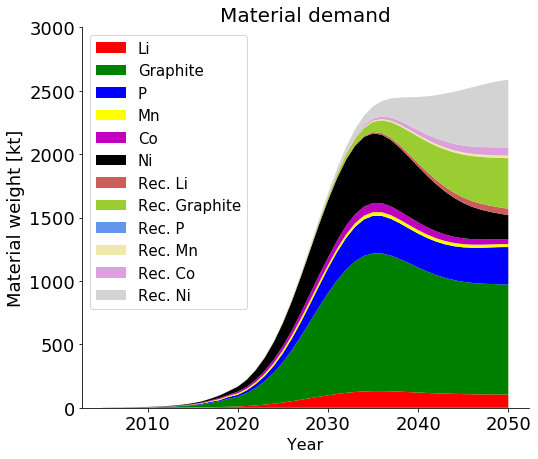 Material demand
Material weight [kt]
3000
2500
2000
1500
1000
500
0
Li
Graphite
P
Mn
Co
Ni
Rec. Li
Rec. Graphite
Rec. P
Rec. Mn
Rec. Co
Rec. Ni
2010 2020 2030 2040 2050
Year